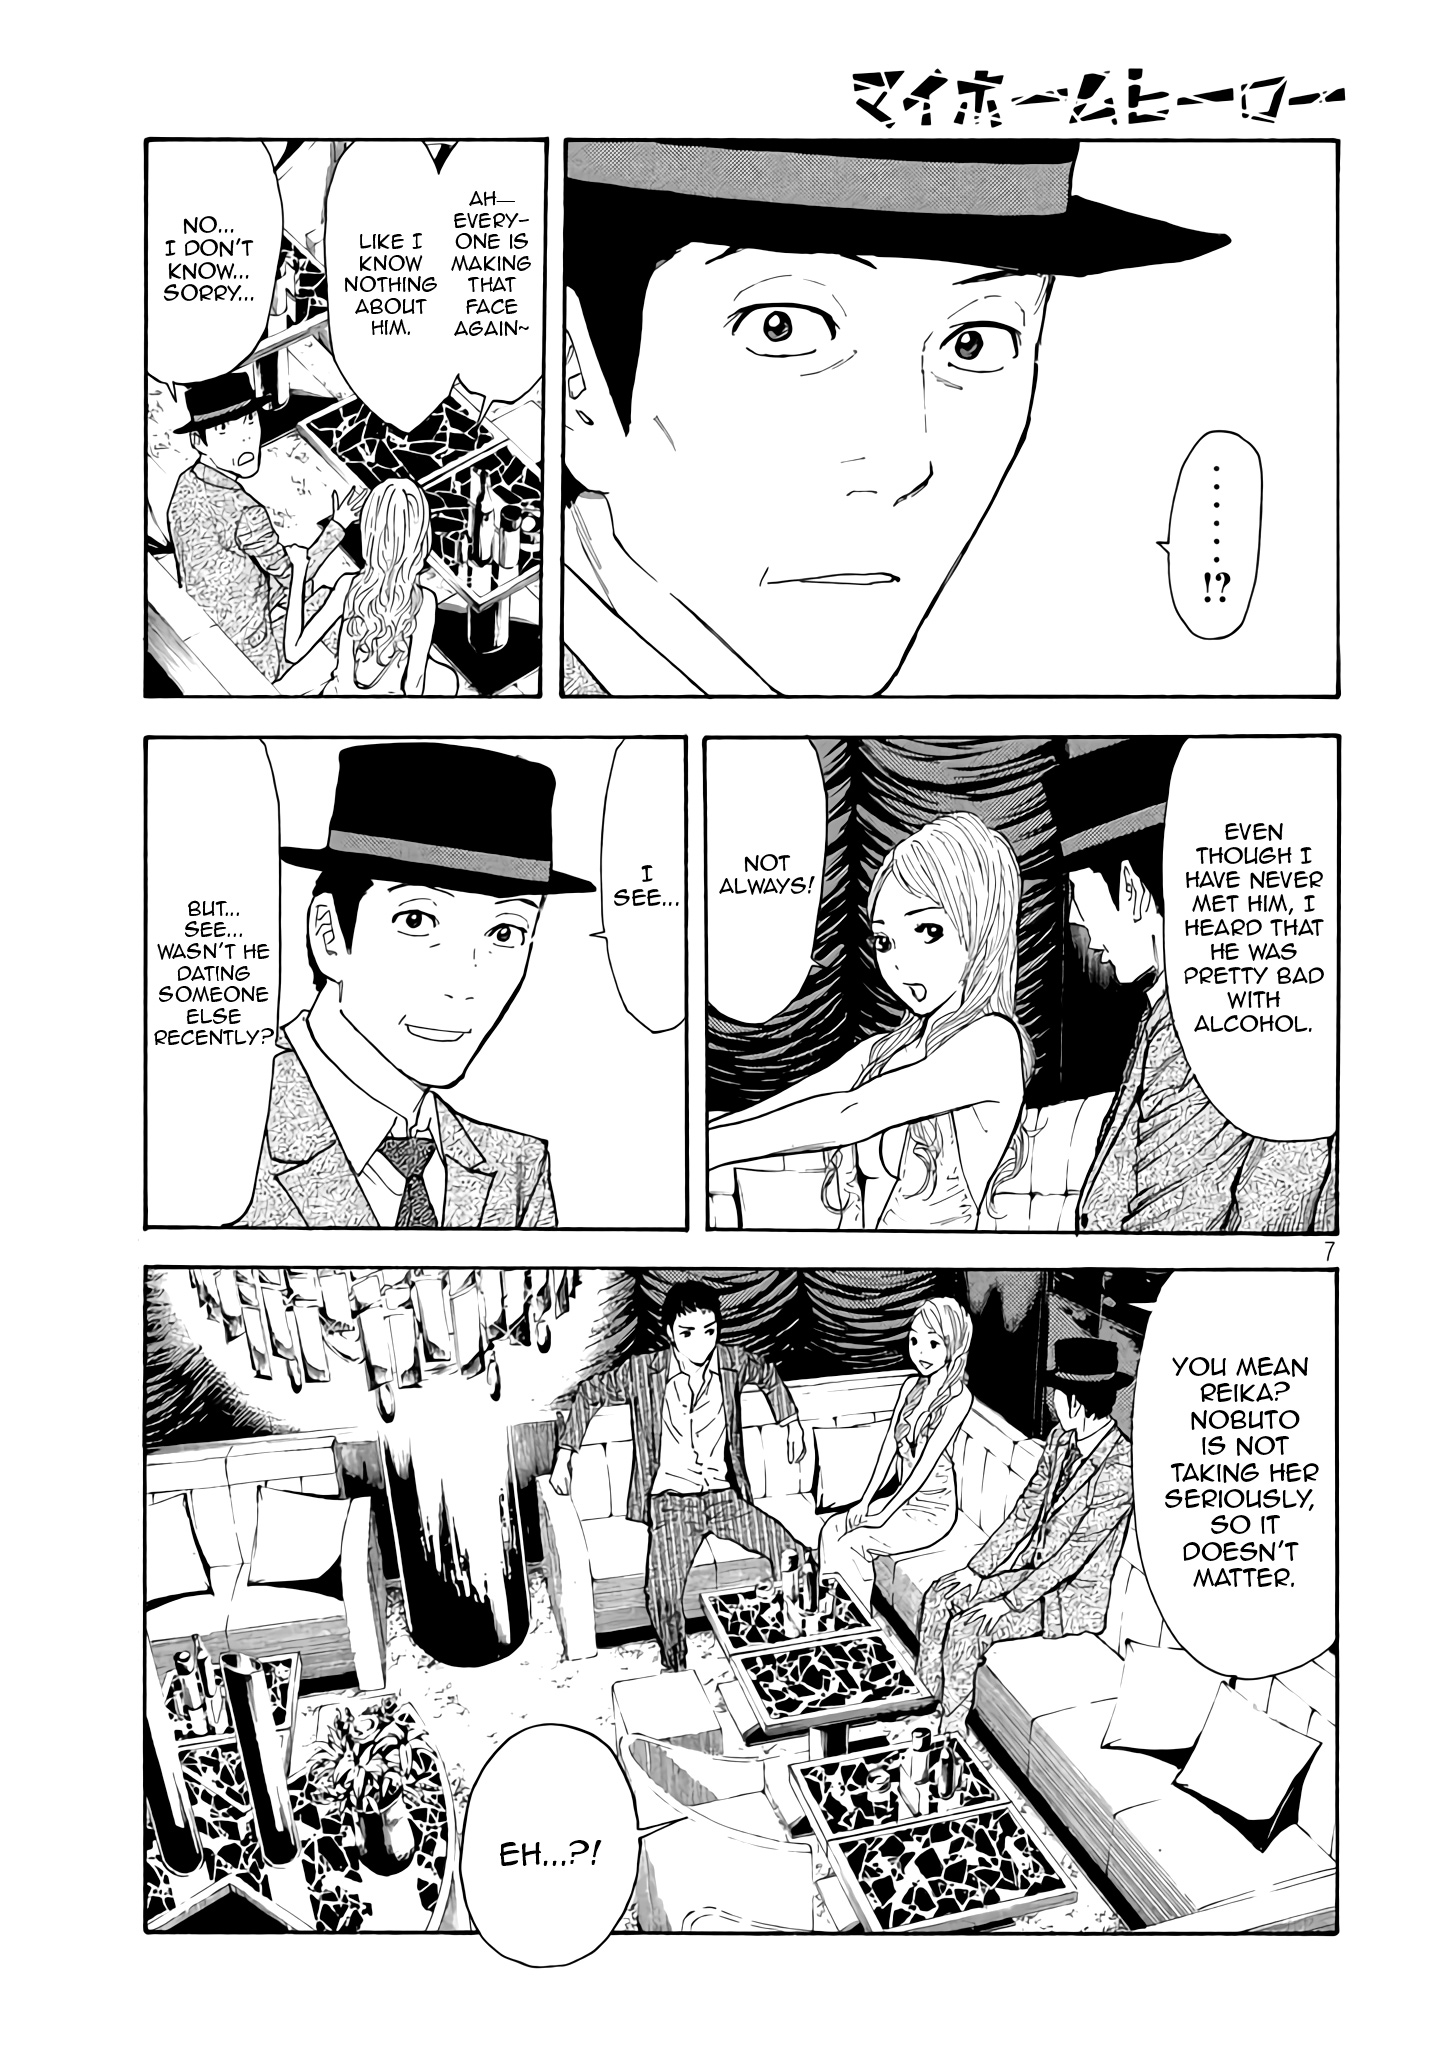 マイホームヒーロー
.......
!?
AH—
EVERY-
ONE IS
MAKING
THAT
FACE
AGAIN~
LIKE I
KNOW
NOTHING
ABOUT
HIM.
NO...
I DON'T
KNOW...
SORRY...
EVEN
THOUGH I
HAVE NEVER
MET HIM, I
HEARD THAT
HE WAS
PRETTY BAD
WITH
ALCOHOL.
NOT
ALWAYS!
I
SEE...
BUT...
SEE...
WASN'T HE
DATING
SOMEONE
ELSE
RECENTLY?
7
YOU MEAN
REIKA?
NOBUTO
IS NOT
TAKING HER
SERIOUSLY,
SO IT
DOESN'T
MATTER.
EH...?!